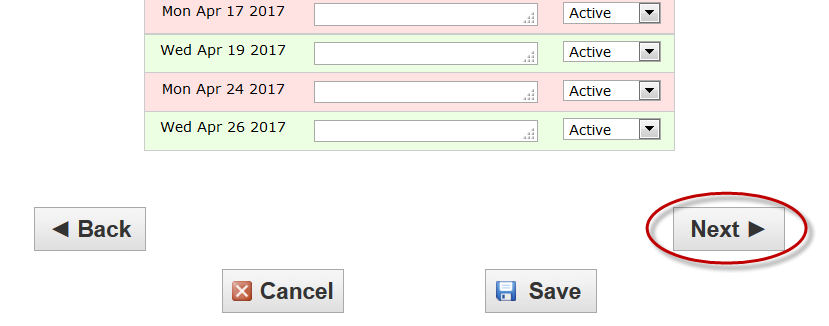 Mon Apr 17 2017 Active
Wed Apr 19 2017 Active
Mon Apr 24 2017 Active
Wed Apr 26 2017 Active
Back Next
Cancel Save